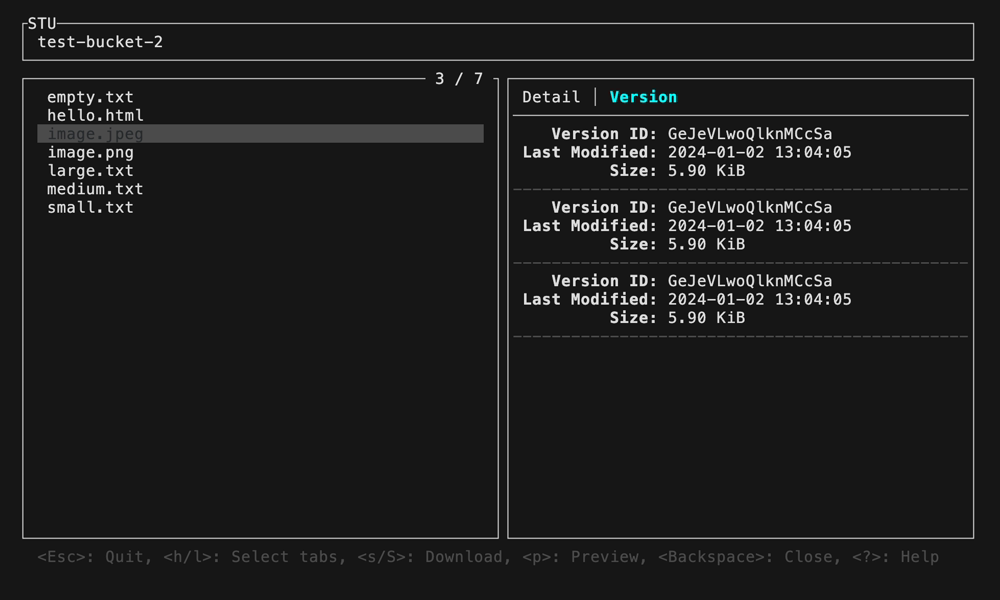 STU
test-bucket-2
3 / 7
empty.txt
hello.html
image.jpeg
image.png
large.txt
medium.txt
small.txt
Detail │ Version
Version ID: GeJeVLwoQlknMCcSa
Last Modified: 2024-01-02 13:04:05
Size: 5.90 KiB
Version ID: GeJeVLwoQlknMCcSa
Last Modified: 2024-01-02 13:04:05
Size: 5.90 KiB
Version ID: GeJeVLwoQlknMCcSa
Last Modified: 2024-01-02 13:04:05
Size: 5.90 KiB
<Esc>: Quit, <h/l>: Select tabs, <s/S>: Download, <p>: Preview, <Backspace>: Close, <?>: Help